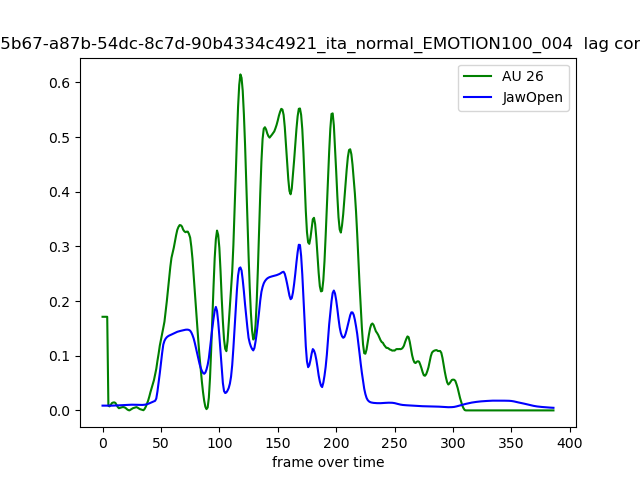 5b67-a87b-54dc-8c7d-90b4334c4921_ita_normal_EMOTION100_004 lag cor
AU 26
JawOpen
0.6
0.5
0.4
0.3
0.2
0.1
0.0
0 50 100 150 200 250 300 350 400
frame over time